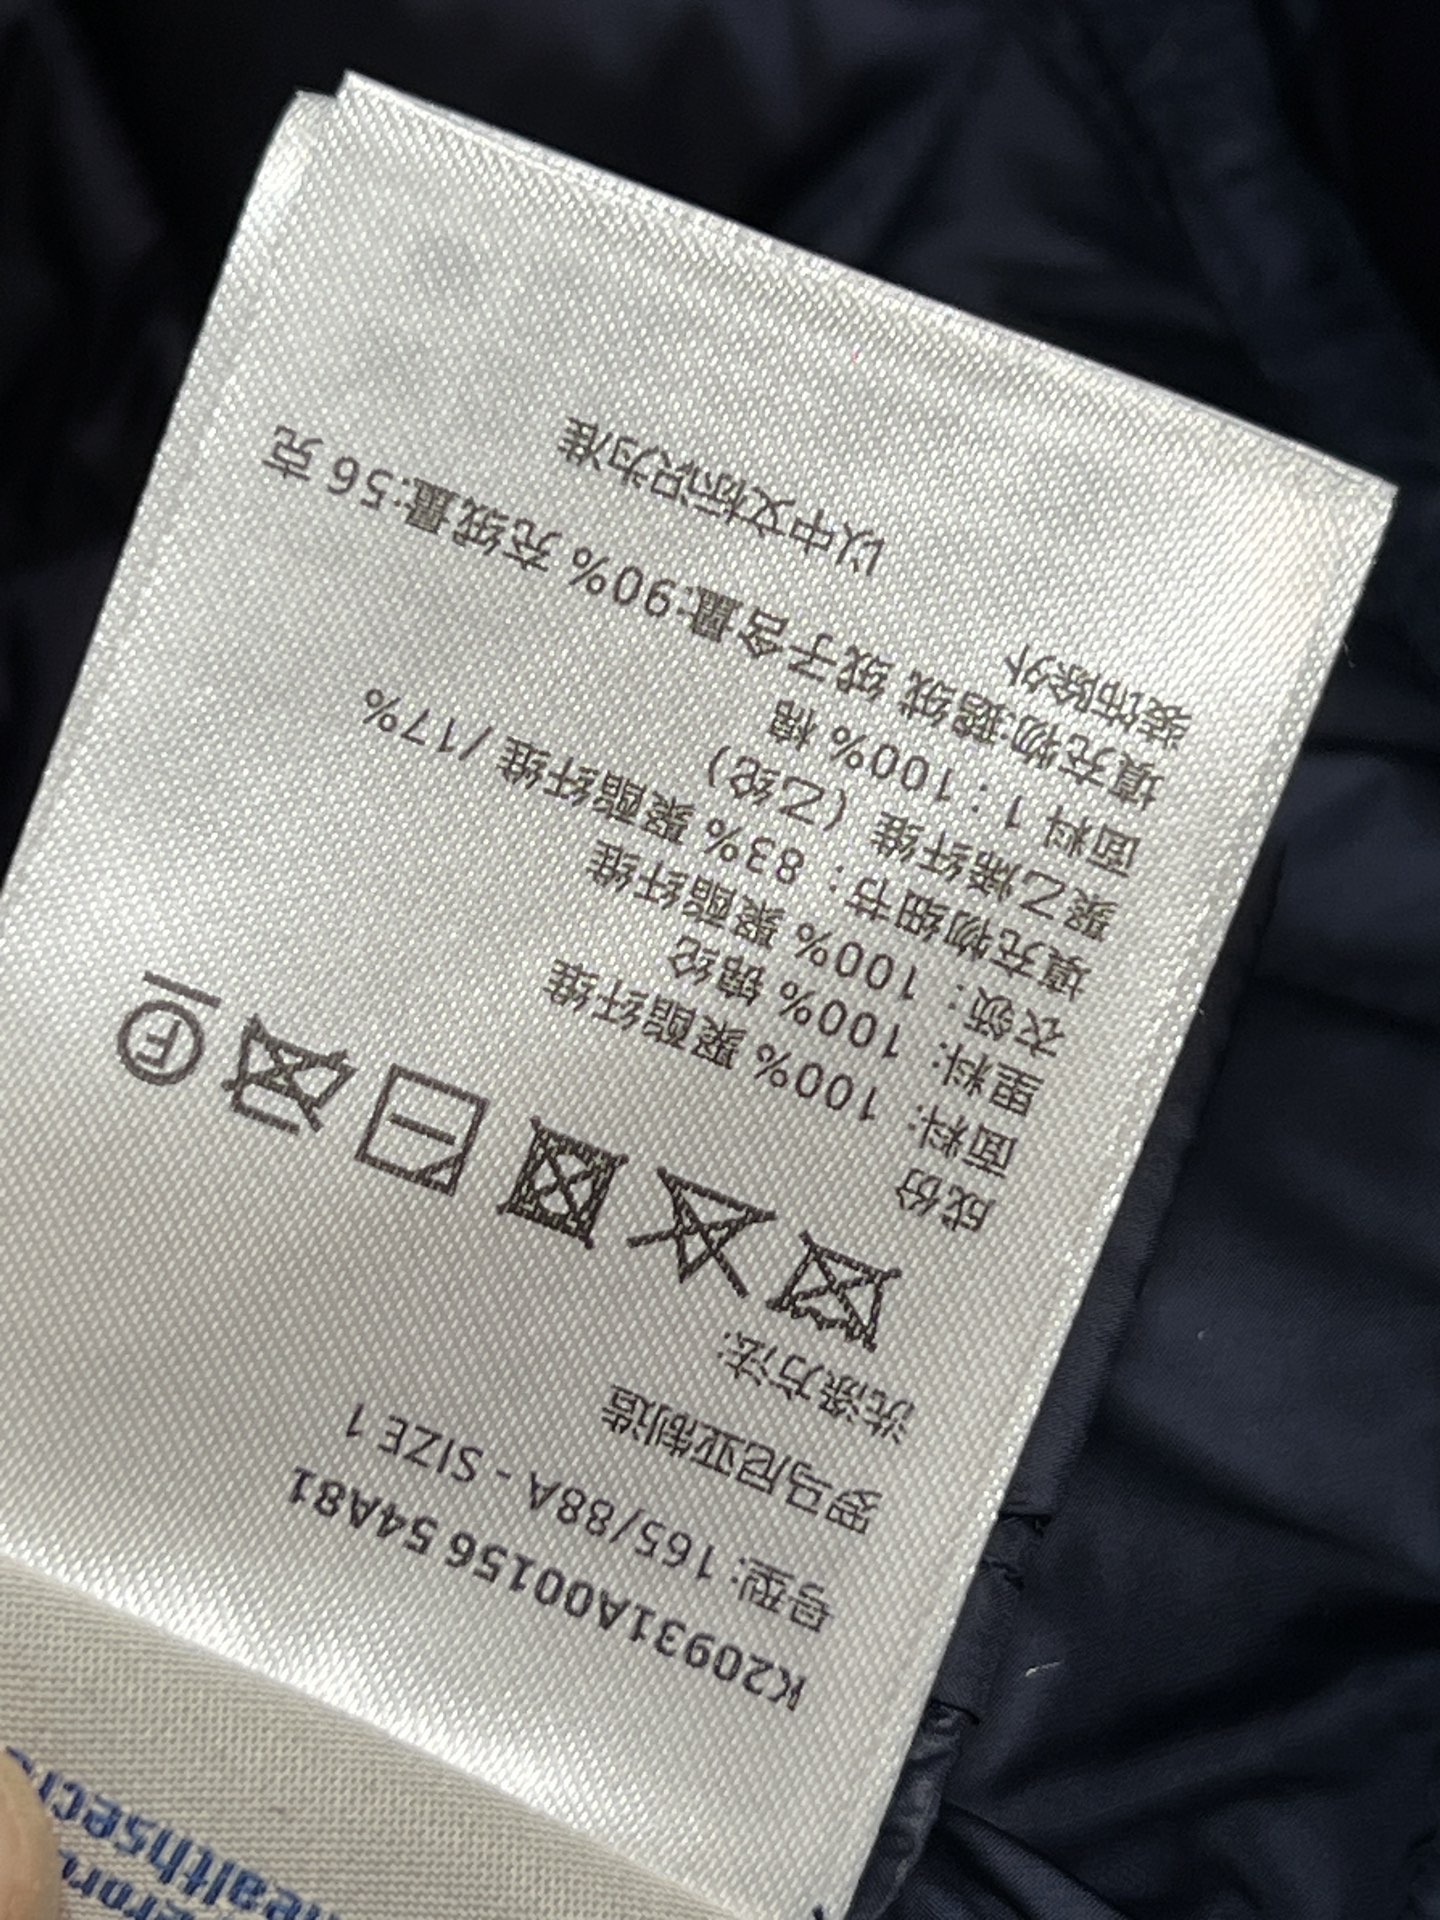 K20931A00156 54A81
号型: 165/88A - SIZE 1
罗马尼亚制造
洗涤方法:
F
成份
面料: 100% 聚酯纤维
里料: 100% 锦纶
衣领: 100% 聚酯纤维
填充物细节: 83% 聚酯纤维 / 17%
聚乙烯纤维 (乙纶)
面料 1: 100% 棉
填充物:鹅绒 绒子含量:90% 充绒量:56 克
装饰除外
以中文标识为准